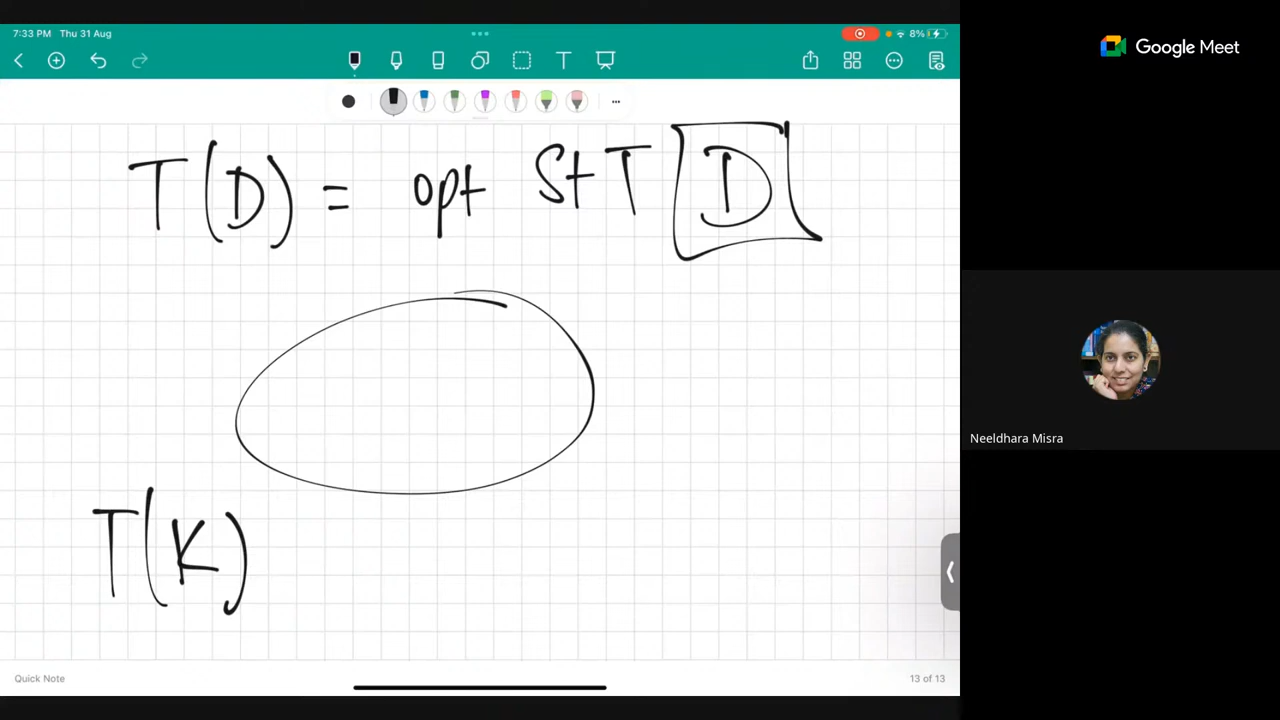 7:33 PM Thu 31 Aug
8%
Google Meet
T(D) = opt StT [D]
T(K)
Neeldhara Misra
Quick Note
13 of 13